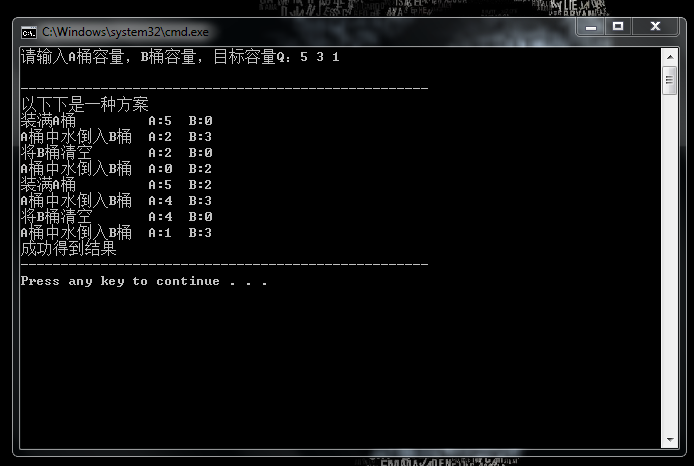 C:\Windows\system32\cmd.exe
请输入A桶容量，B桶容量，目标容量Q：5 3 1
---------------------------------------------------
以下下是一种方案
装满A桶 A:5 B:0
A桶中水倒入B桶 A:2 B:3
将B桶清空 A:2 B:0
A桶中水倒入B桶 A:0 B:2
装满A桶 A:5 B:2
A桶中水倒入B桶 A:4 B:3
将B桶清空 A:4 B:0
A桶中水倒入B桶 A:1 B:3
成功得到结果
---------------------------------------------------
Press any key to continue . . .